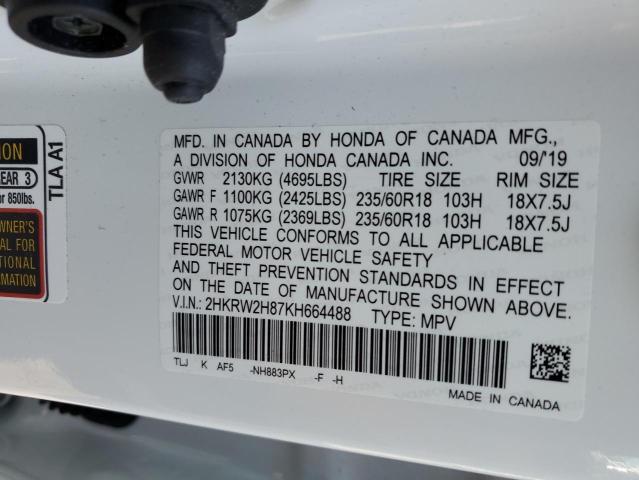 ION
EAR 3
r 850lbs.
WNER'S
AL FOR
TIONAL
RMATION
TLA A1
MFD. IN CANADA BY HONDA OF CANADA MFG.,
A DIVISION OF HONDA CANADA INC. 09/'19
GVWR 2130KG (4695LBS) TIRE SIZE RIM SIZE
GAWR F 1100KG (2425LBS) 235/60R18 103H 18X7.5J
GAWR R 1075KG (2369LBS) 235/60R18 103H 18X7.5J
THIS VEHICLE CONFORMS TO ALL APPLICABLE
FEDERAL MOTOR VEHICLE SAFETY
AND THEFT PREVENTION STANDARDS IN EFFECT
ON THE DATE OF MANUFACTURE SHOWN ABOVE.
V.I.N.: 2HKRW2H87KH664488 TYPE: MPV
TLJ K AF5 -NH883PX -F -H
MADE IN CANADA